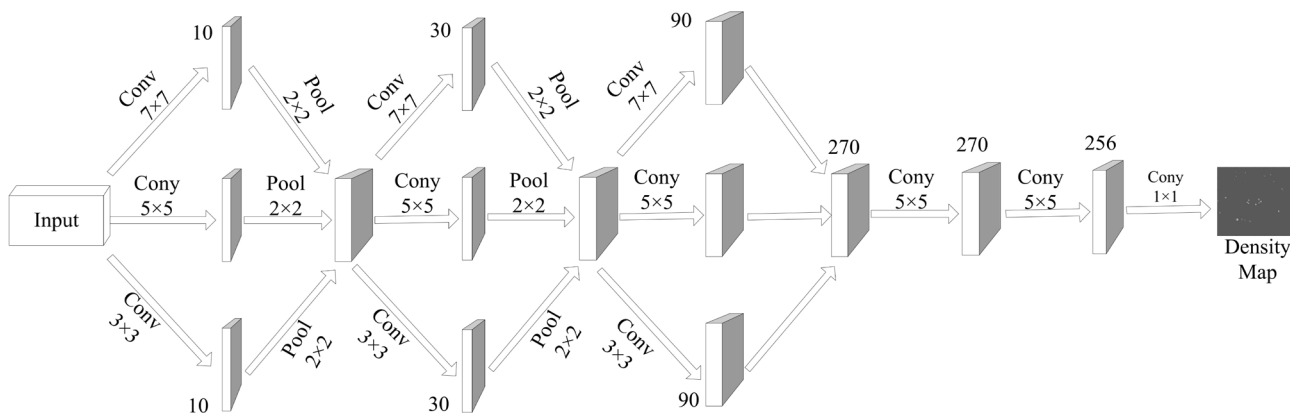 10
30
90
Conv
7×7
Pool
2×2
Conv
7×7
Pool
2×2
Conv
7×7
270
270
256
Input
Cony
5×5
Pool
2×2
Cony
5×5
Pool
2×2
Cony
5×5
Cony
5×5
Cony
5×5
Cony
1×1
Density
Map
Conv
3×3
Pool
2×2
Conv
3×3
Pool
2×2
Conv
3×3
10
30
90